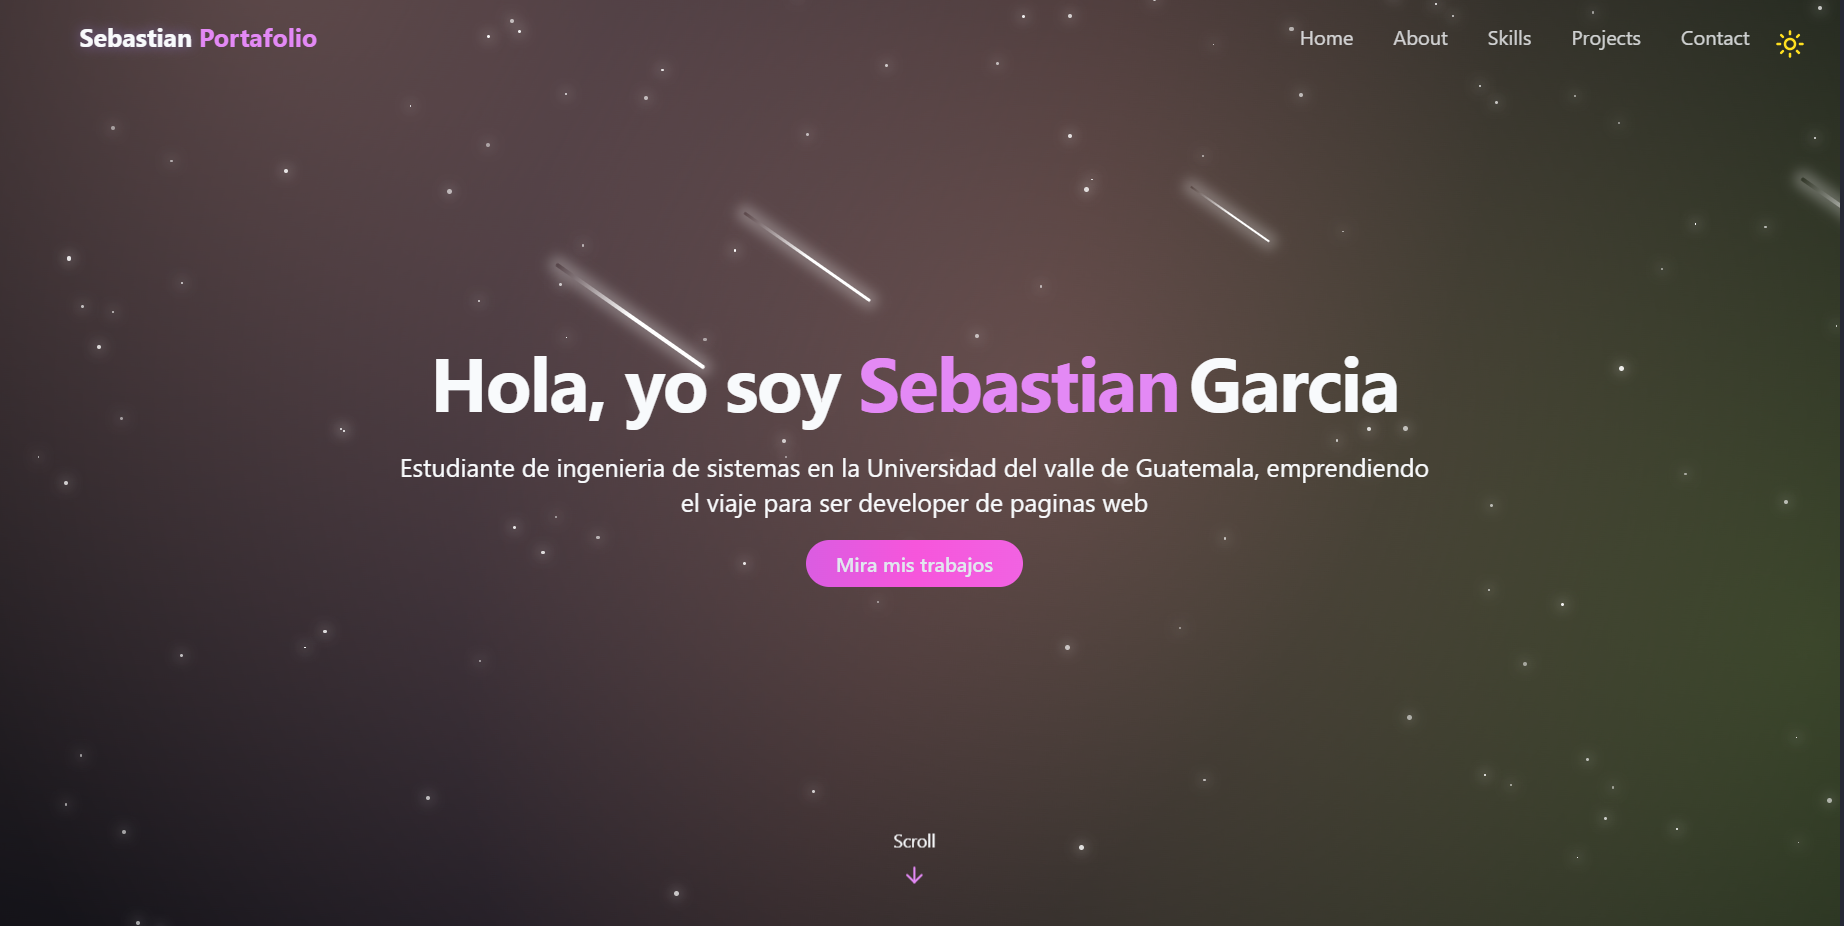 Sebastian Portafolio
Home About Skills Projects Contact
Hola, yo soy Sebastian Garcia
Estudiante de ingenieria de sistemas en la Universidad del valle de Guatemala, emprendiendo
el viaje para ser developer de paginas web
Mira mis trabajos
Scroll